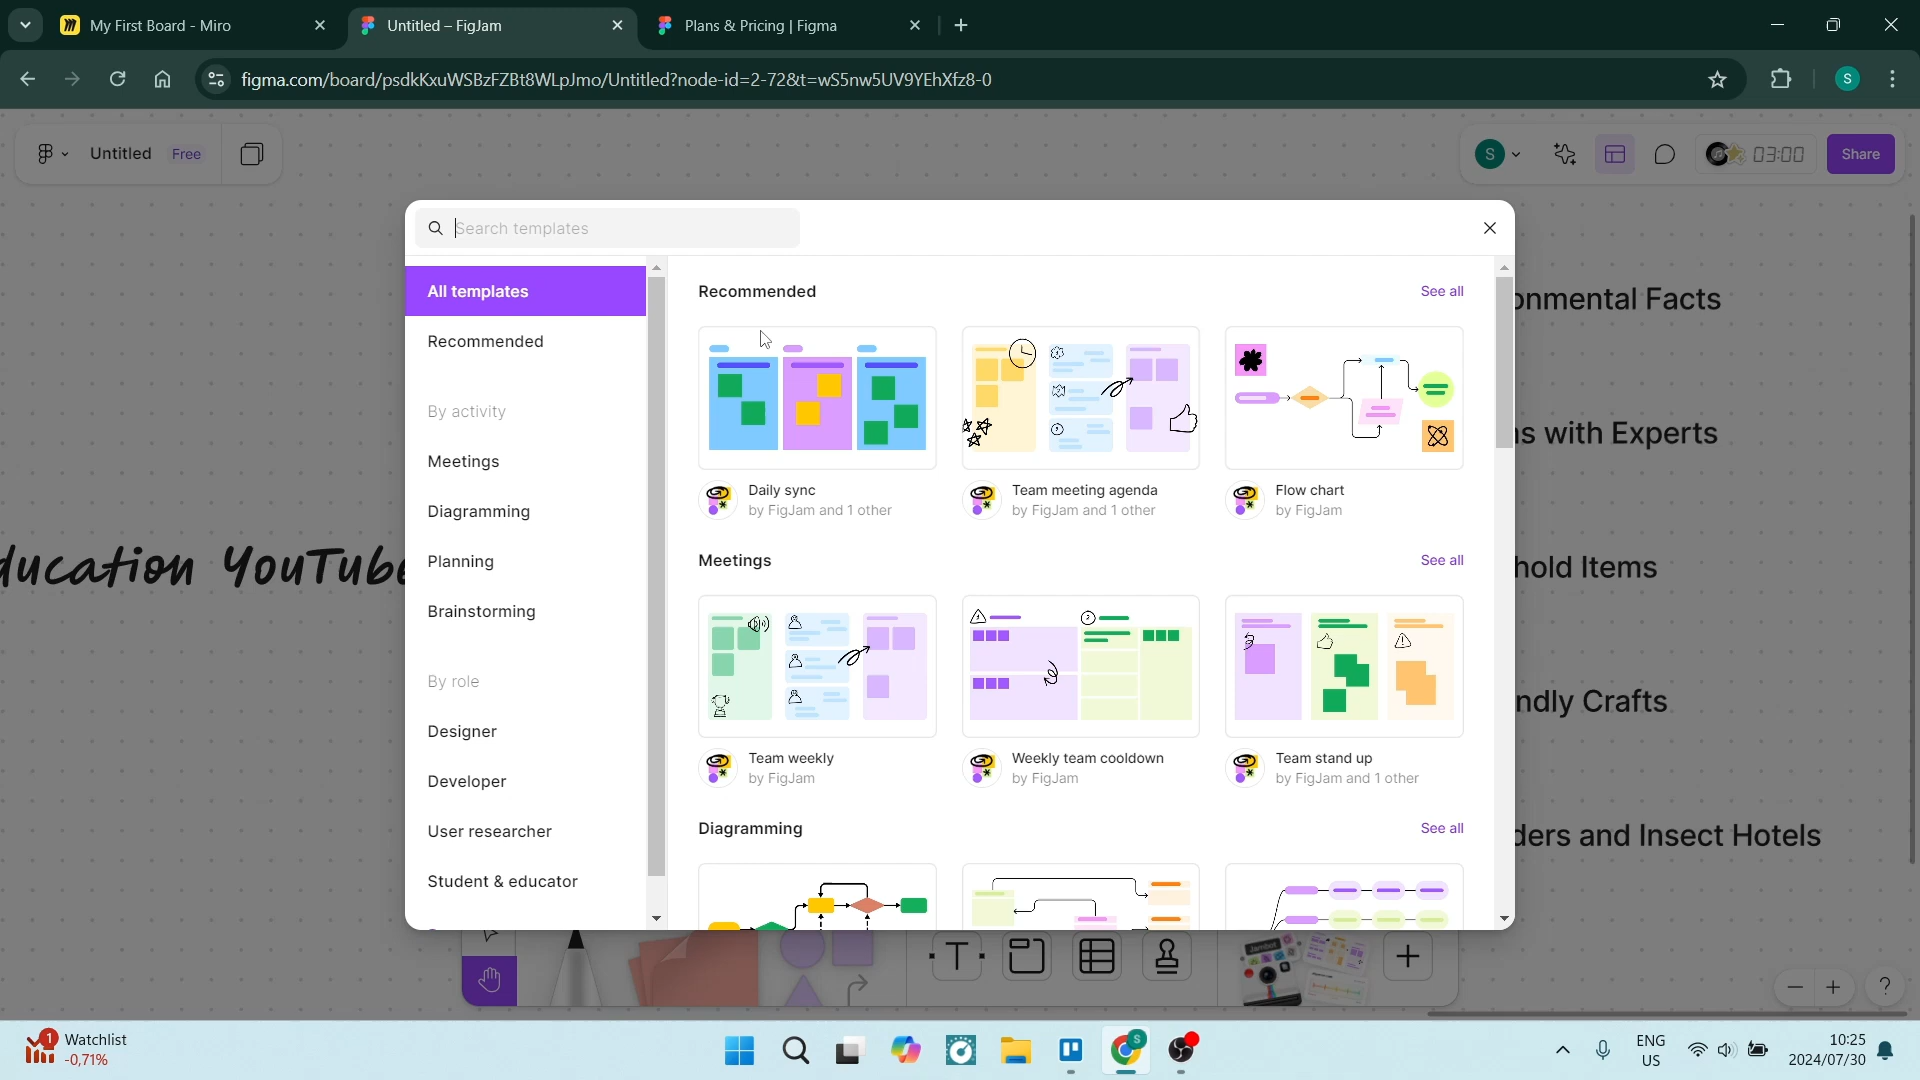 My First Board - Miro
Untitled – FigJam
Plans & Pricing | Figma
figma.com/board/psdkKxuWSBzFZBt8WLpJmo/Untitled?node-id=2-72&t=wS5nw5UV9YEhXfz8-0
S
Untitled
Free
S
03:00
Share
Search templates
All templates
Recommended
By activity
Meetings
Diagramming
Planning
Brainstorming
By role
Designer
Developer
User researcher
Student & educator
Recommended
See all
Daily sync
by FigJam and 1 other
Team meeting agenda
by FigJam and 1 other
Flow chart
by FigJam
Meetings
See all
Team weekly
by FigJam
Weekly team cooldown
by FigJam
Team stand up
by FigJam and 1 other
Diagramming
See all
ducation YouTube
onmental Facts
ns with Experts
hold Items
ndly Crafts
ders and Insect Hotels
T
Jambot
?
1
Watchlist
-0,71%
S
ENG
US
10:25
2024/07/30